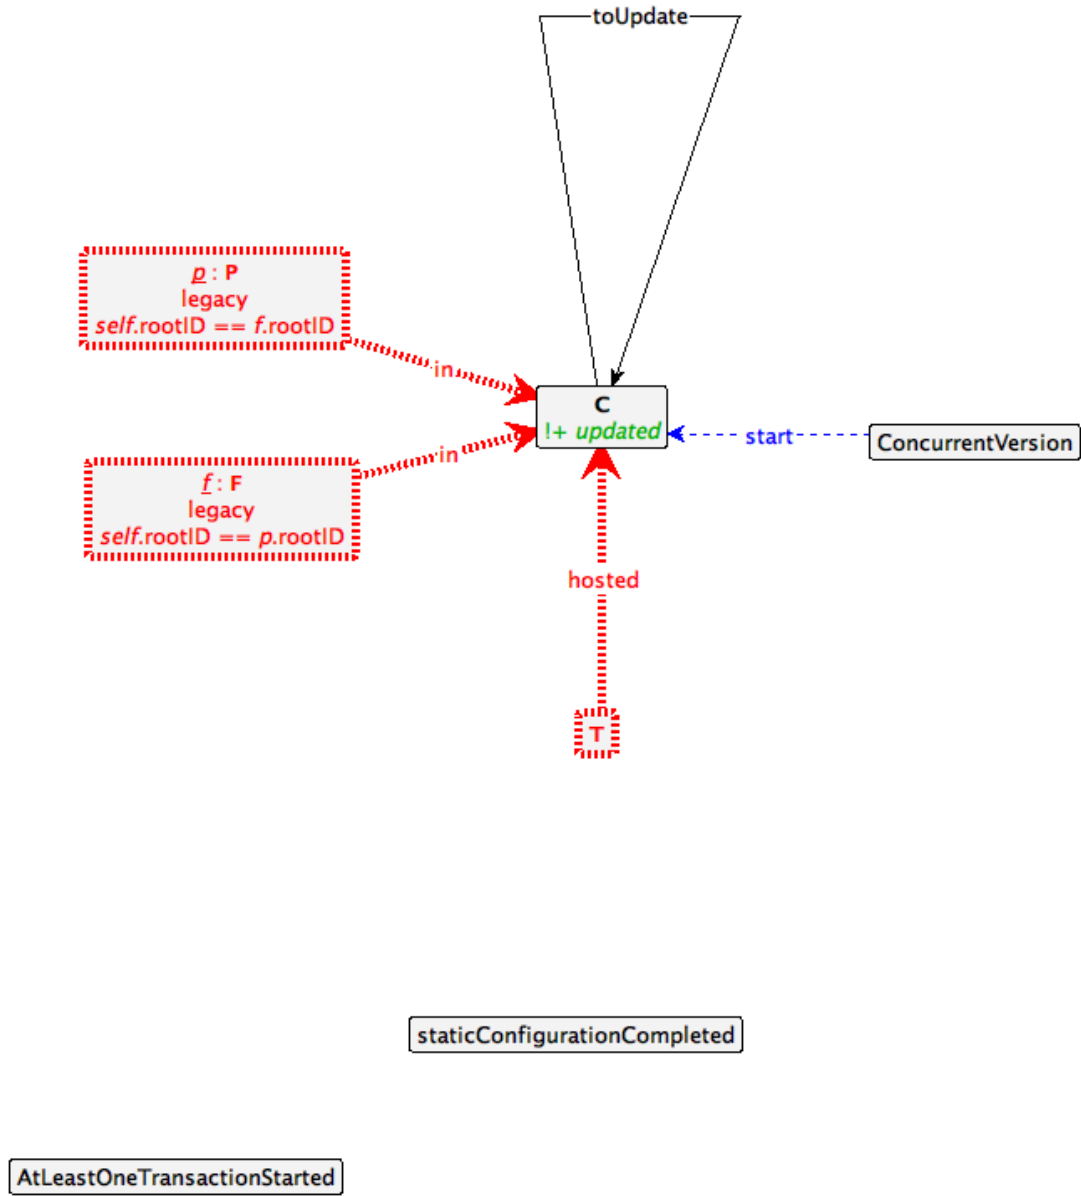 toUpdate
p : P
legacy
self.rootID == f.rootID
in
C
!+ updated
start
ConcurrentVersion
in
f : F
legacy
self.rootID == p.rootID
hosted
T
staticConfigurationCompleted
AtLeastOneTransactionStarted